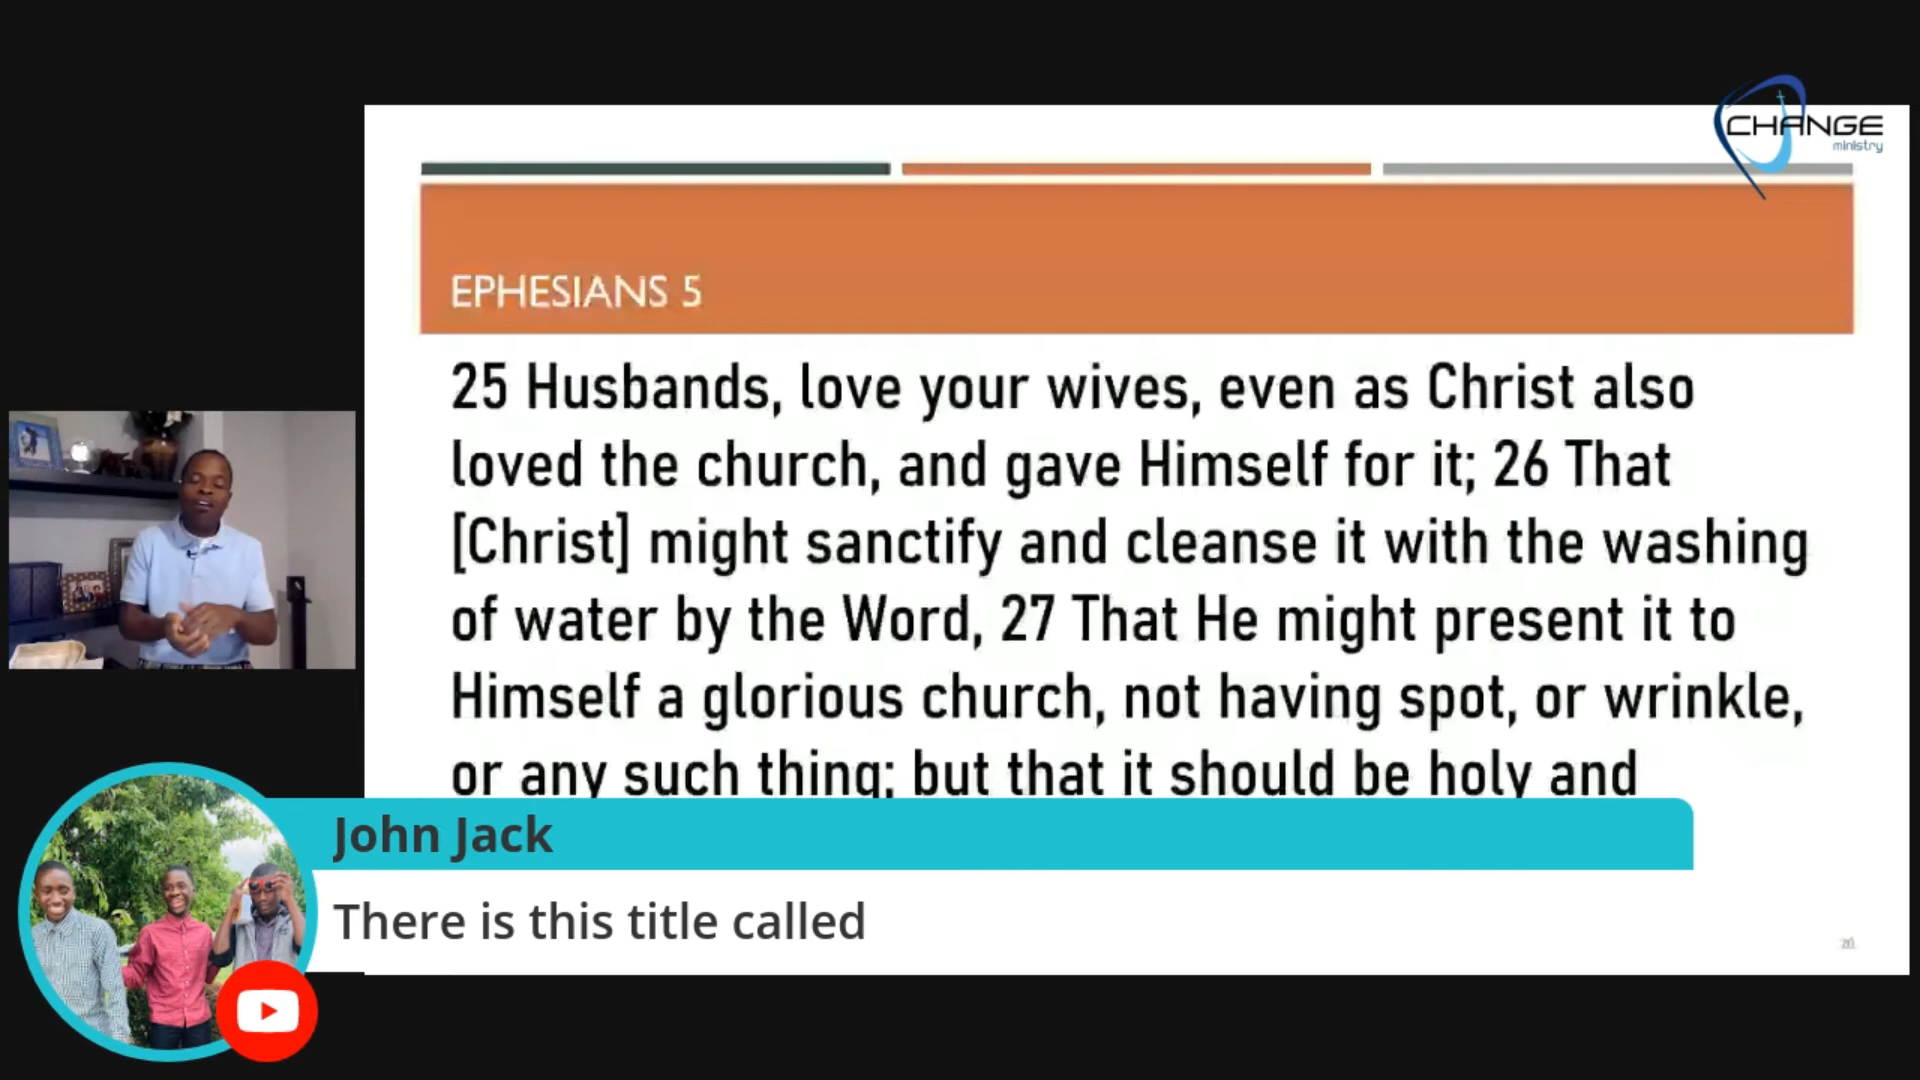 CHANGE
ministry
EPHESIANS 5
25 Husbands, love your wives, even as Christ also
loved the church, and gave Himself for it; 26 That
[Christ] might sanctify and cleanse it with the washing
of water by the Word, 27 That He might present it to
Himself a glorious church, not having spot, or wrinkle,
or any such thing; but that it should be holy and
John Jack
There is this title called